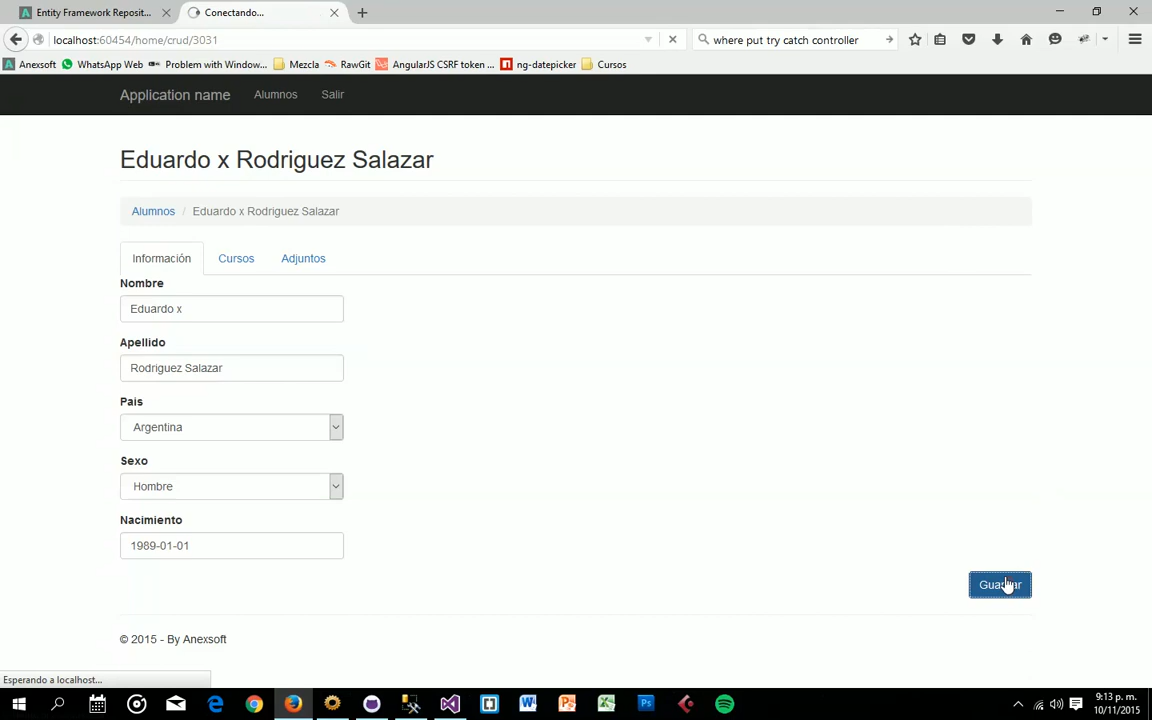 Entity Framework Reposit...
Conectando...
localhost:60454/home/crud/3031
where put try catch controller
Anexsoft
WhatsApp Web
Problem with Window...
Mezcla
RawGit
AngularJS CSRF token ...
ng-datepicker
Cursos
Application name
Alumnos
Salir
Eduardo x Rodriguez Salazar
Alumnos / Eduardo x Rodriguez Salazar
Información
Cursos
Adjuntos
Nombre
Eduardo x
Apellido
Rodriguez Salazar
Pais
Argentina
Sexo
Hombre
Nacimiento
1989-01-01
© 2015 - By Anexsoft
Esperando a localhost...
9:13 p. m.
10/11/2015